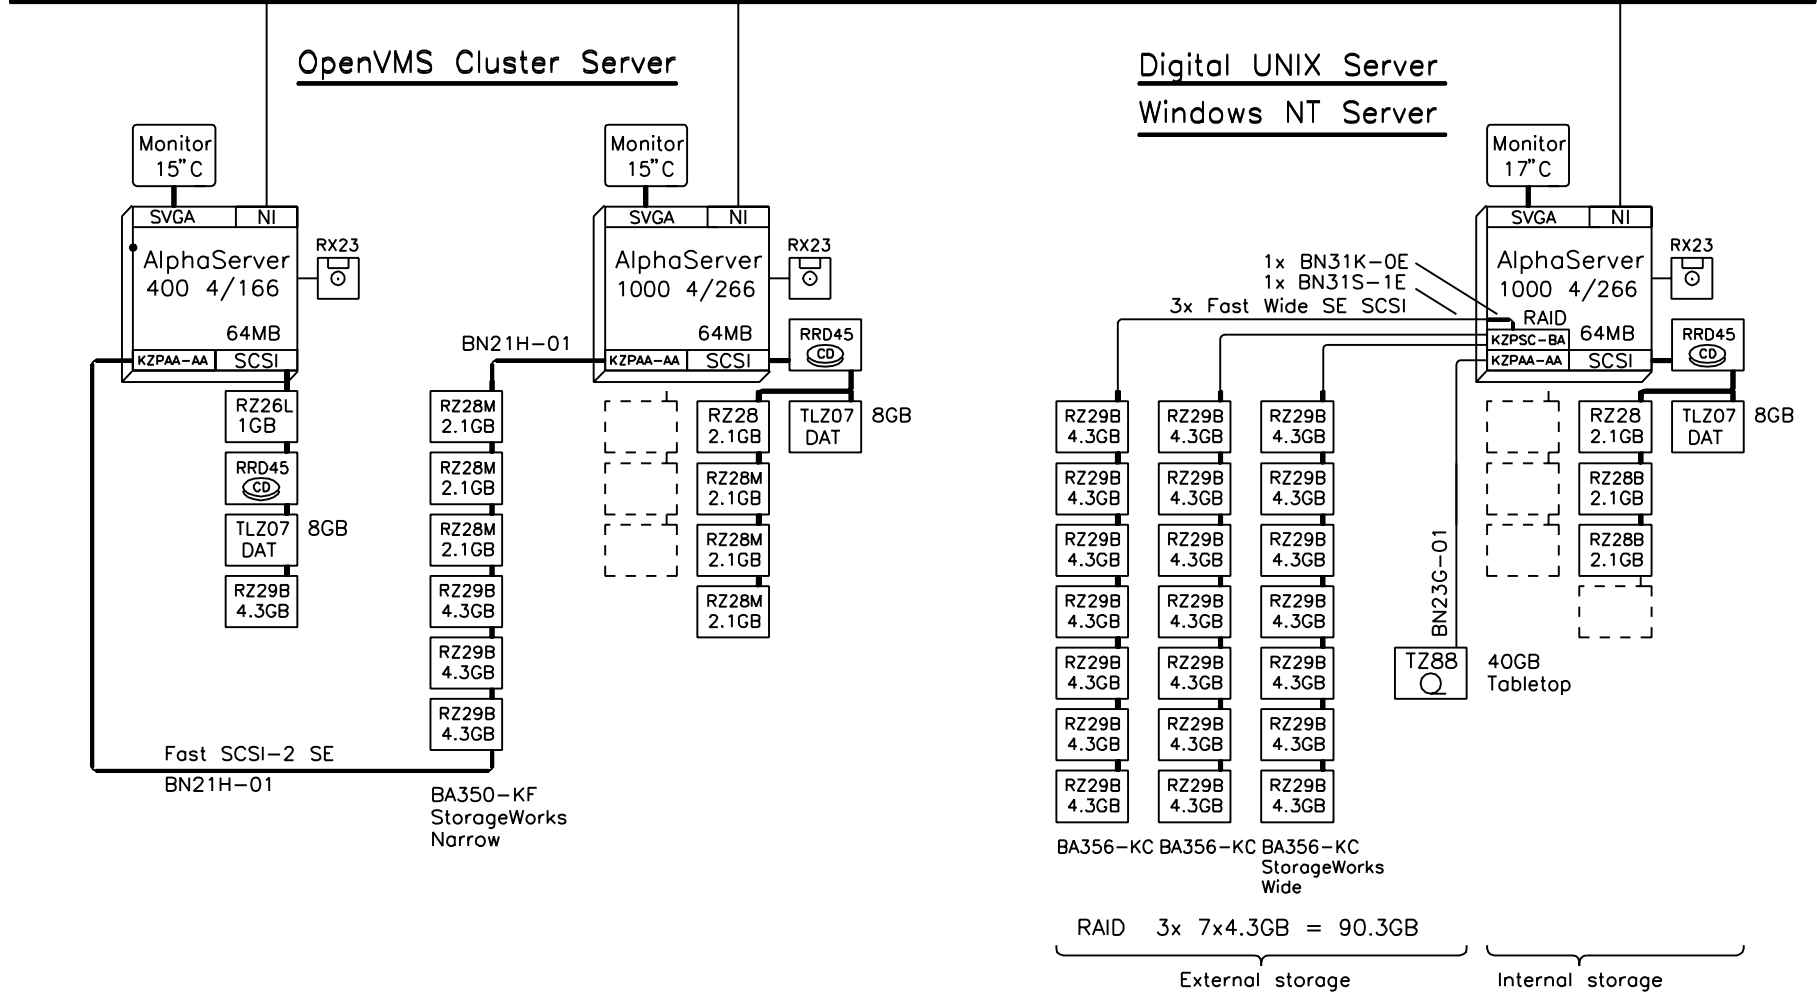 OpenVMS Cluster Server
Monitor
15"C
SVGA
NI
AlphaServer
400 4/166
64MB
KZPAA-AA
SCSI
RX23
RZ26L
1GB
RRD45
CD
TLZ07
DAT
8GB
RZ29B
4.3GB
Fast SCSI-2 SE
BN21H-01
BN21H-01
RZ28M
2.1GB
RZ28M
2.1GB
RZ28M
2.1GB
RZ29B
4.3GB
RZ29B
4.3GB
RZ29B
4.3GB
BA350-KF
StorageWorks
Narrow
Monitor
15"C
SVGA
NI
AlphaServer
1000 4/266
64MB
KZPAA-AA
SCSI
RX23
RRD45
CD
TLZ07
DAT
8GB
RZ28
2.1GB
RZ28M
2.1GB
RZ28M
2.1GB
RZ28M
2.1GB
Digital UNIX Server
Windows NT Server
Monitor
17"C
SVGA
NI
AlphaServer
1000 4/266
RAID
64MB
KZPSC-BA
KZPAA-AA
SCSI
RX23
RRD45
CD
TLZ07
DAT
8GB
1x BN31K-0E
1x BN31S-1E
3x Fast Wide SE SCSI
RZ29B
4.3GB
RZ29B
4.3GB
RZ29B
4.3GB
RZ29B
4.3GB
RZ29B
4.3GB
RZ29B
4.3GB
RZ29B
4.3GB
BA356-KC
RZ29B
4.3GB
RZ29B
4.3GB
RZ29B
4.3GB
RZ29B
4.3GB
RZ29B
4.3GB
RZ29B
4.3GB
RZ29B
4.3GB
BA356-KC
RZ29B
4.3GB
RZ29B
4.3GB
RZ29B
4.3GB
RZ29B
4.3GB
RZ29B
4.3GB
RZ29B
4.3GB
RZ29B
4.3GB
BA356-KC
StorageWorks
Wide
BN23G-01
TZ88
40GB
Tabletop
RZ28
2.1GB
RZ28B
2.1GB
RZ28B
2.1GB
RAID 3x 7x4.3GB = 90.3GB
External storage
Internal storage